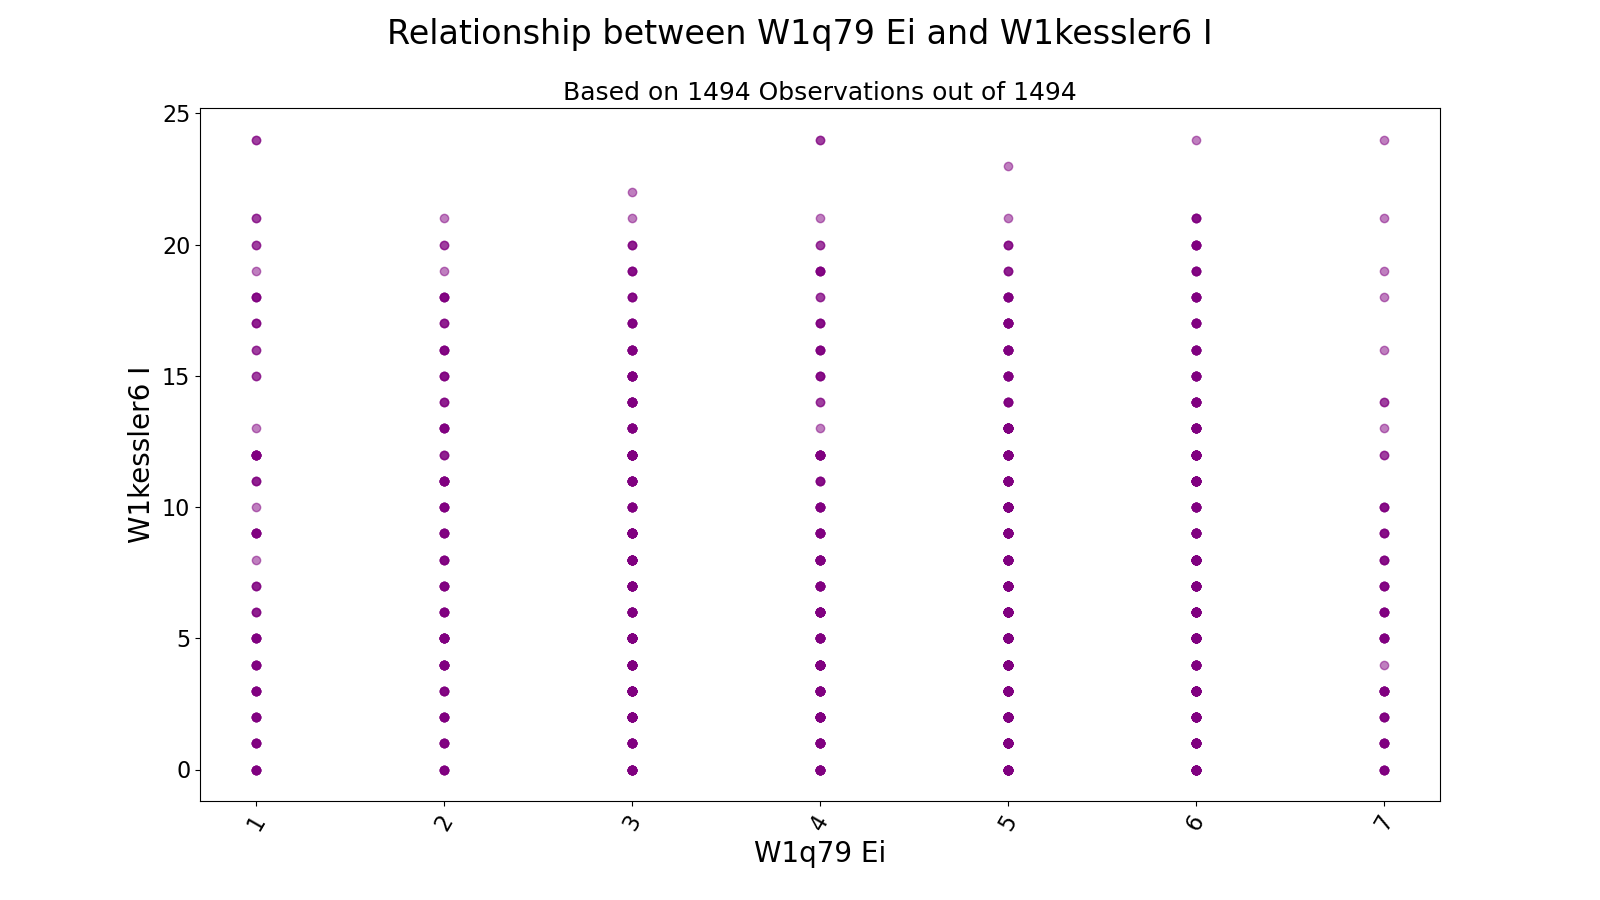 Relationship between W1q79 Ei and W1kessler6 I
Based on 1494 Observations out of 1494
25
20
15
10
5
0
W1kessler6 I
1 2 3 4 5 6 7
W1q79 Ei